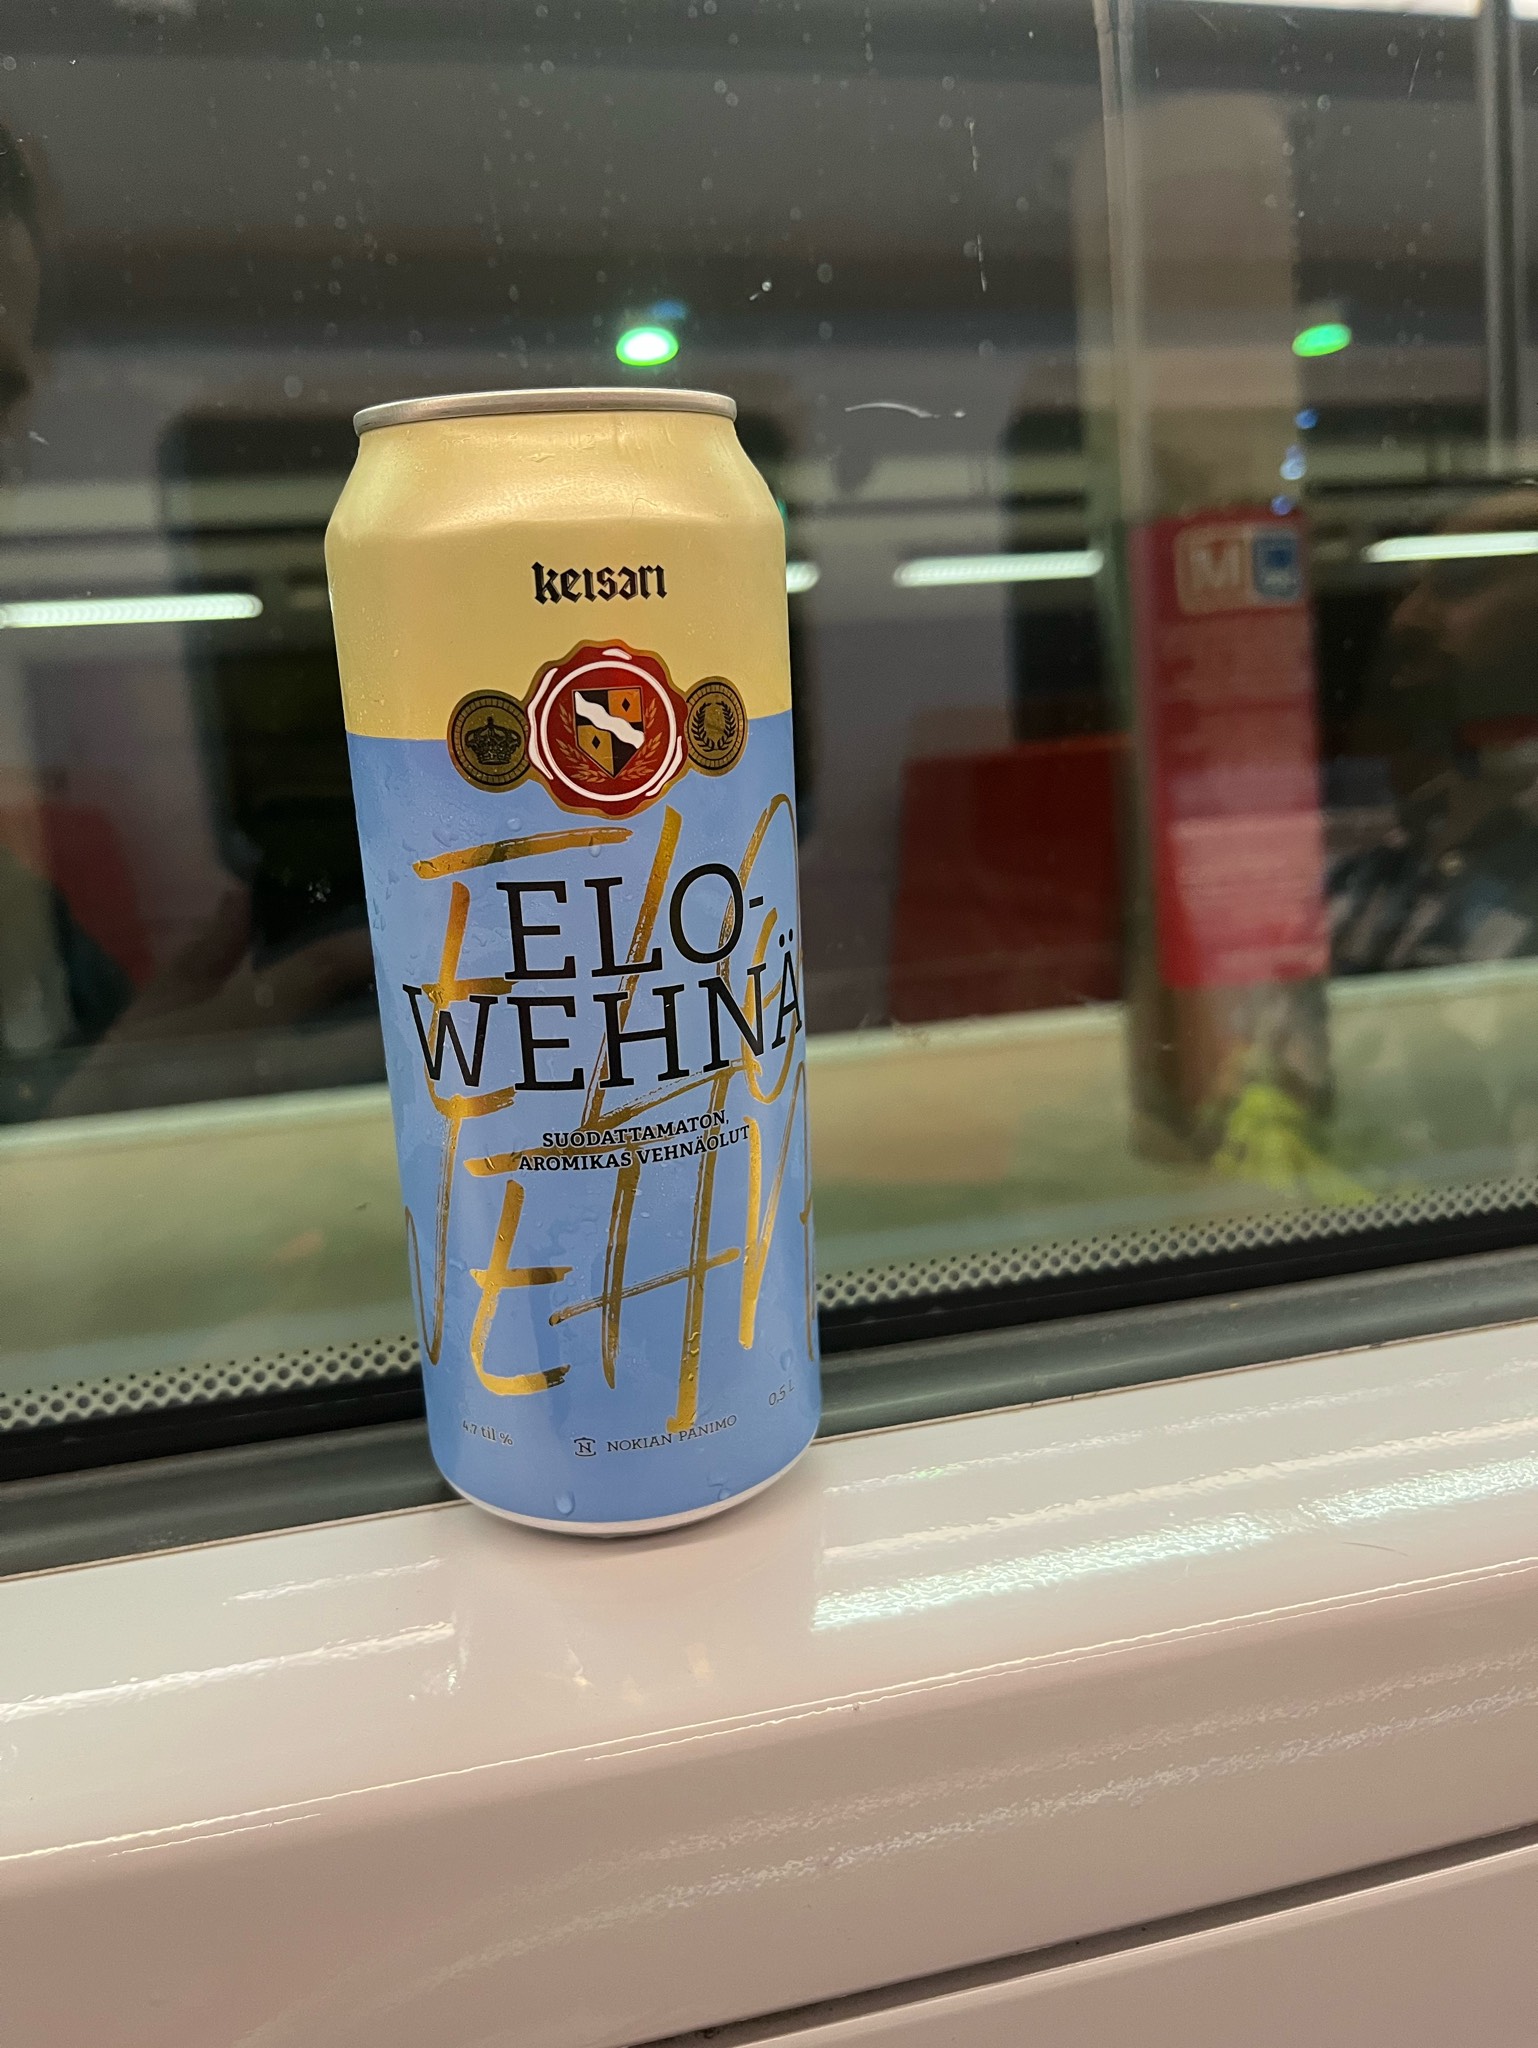 keisari
ELO-
WEHNÄ
SUODATTAMATON,
AROMIKAS VEHNÄOLUT
4,7 til %
N NOKIAN PANIMO
0,5 L
M